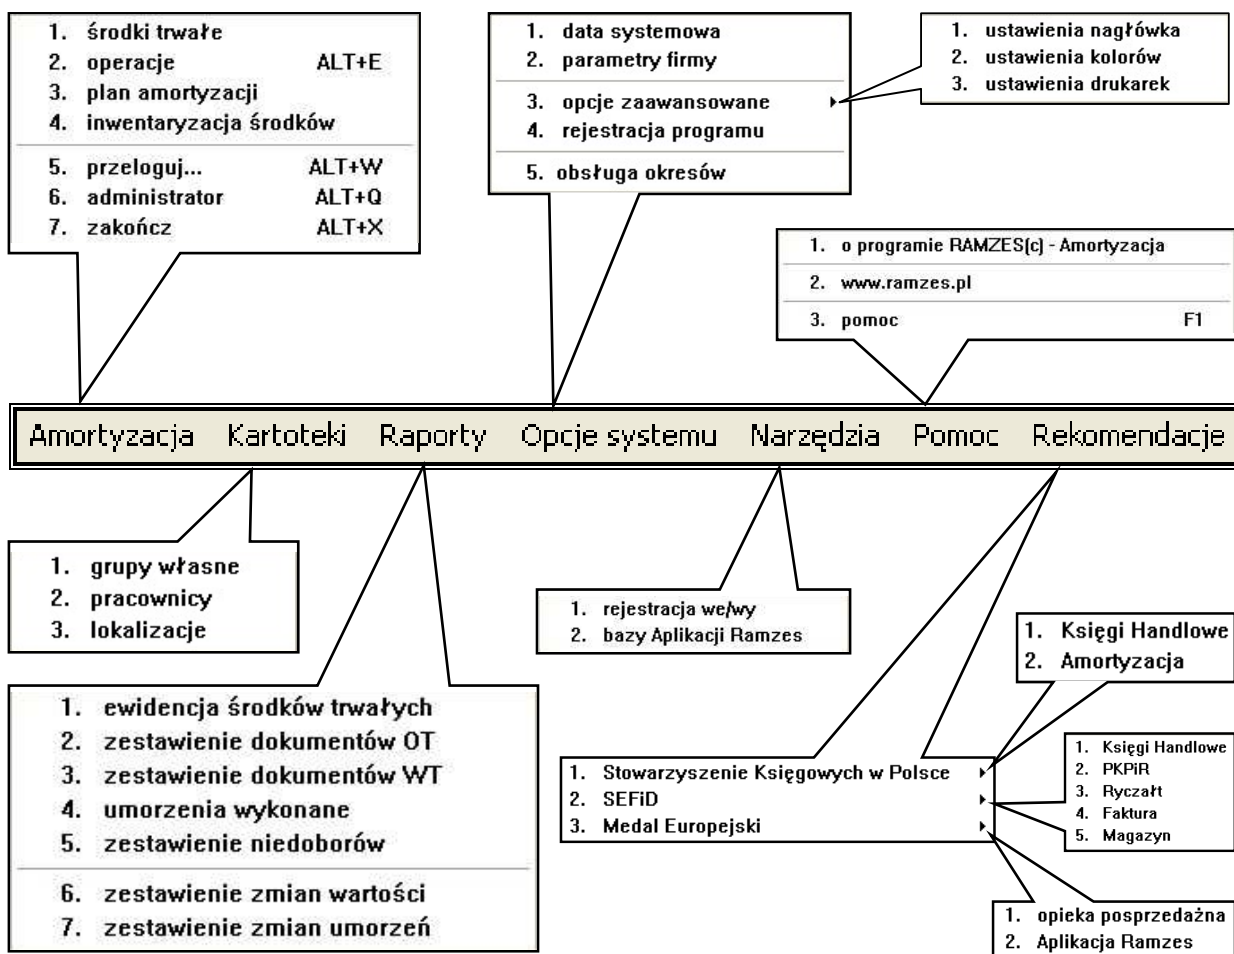 1. środki trwałe
2. operacje ALT+E
3. plan amortyzacji
4. inwentaryzacja środków
5. przeloguj... ALT+W
6. administrator ALT+Q
7. zakończ ALT+X
1. data systemowa
2. parametry firmy
3. opcje zaawansowane
4. rejestracja programu
5. obsługa okresów
1. ustawienia nagłówka
2. ustawienia kolorów
3. ustawienia drukarek
1. o programie RAMZES(c) - Amortyzacja
2. www.ramzes.pl
3. pomoc F1
Amortyzacja Kartoteki Raporty Opcje systemu Narzędzia Pomoc Rekomendacje
1. grupy własne
2. pracownicy
3. lokalizacje
1. ewidencja środków trwałych
2. zestawienie dokumentów OT
3. zestawienie dokumentów WT
4. umorzenia wykonane
5. zestawienie niedoborów
6. zestawienie zmian wartości
7. zestawienie zmian umorzeń
1. rejestracja we/wy
2. bazy Aplikacji Ramzes
1. Stowarzyszenie Księgowych w Polsce
2. SEFiD
3. Medal Europejski
1. Księgi Handlowe
2. Amortyzacja
1. Księgi Handlowe
2. PKPiR
3. Ryczałt
4. Faktura
5. Magazyn
1. opieka posprzedażna
2. Aplikacja Ramzes